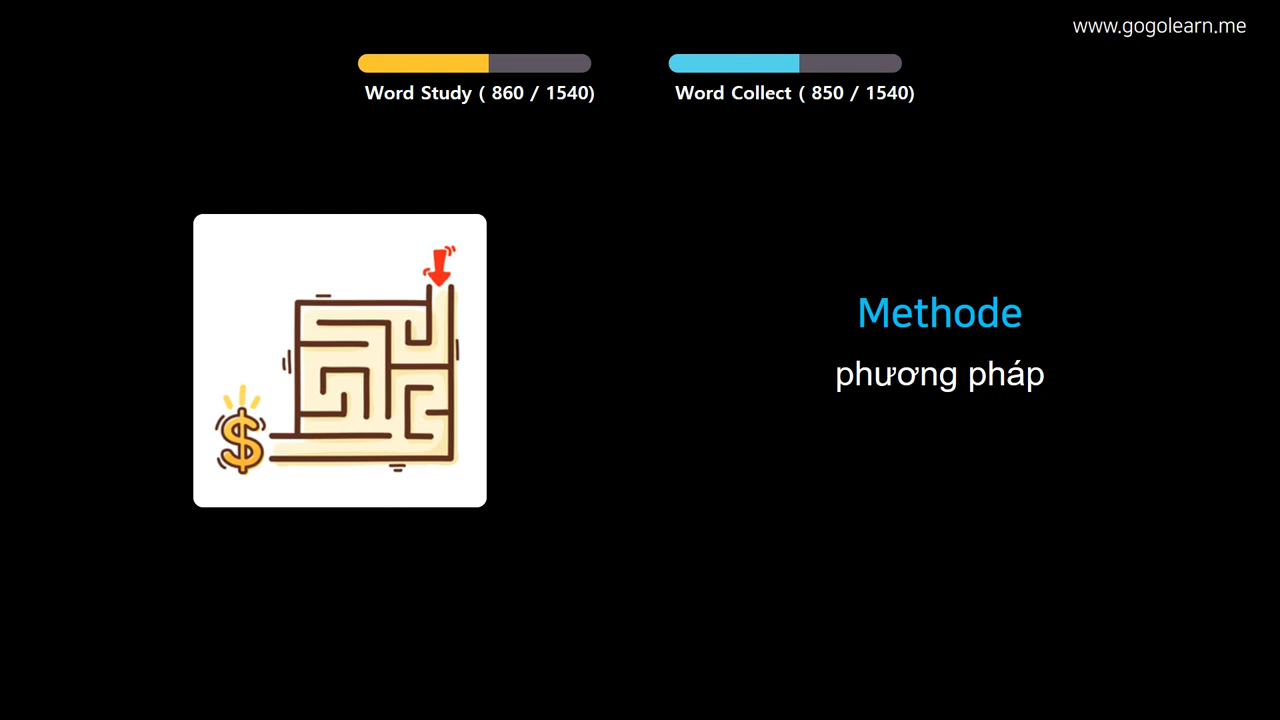 www.gogolearn.me
Word Study ( 860 / 1540)
Word Collect ( 850 / 1540)
$
Methode
phương pháp